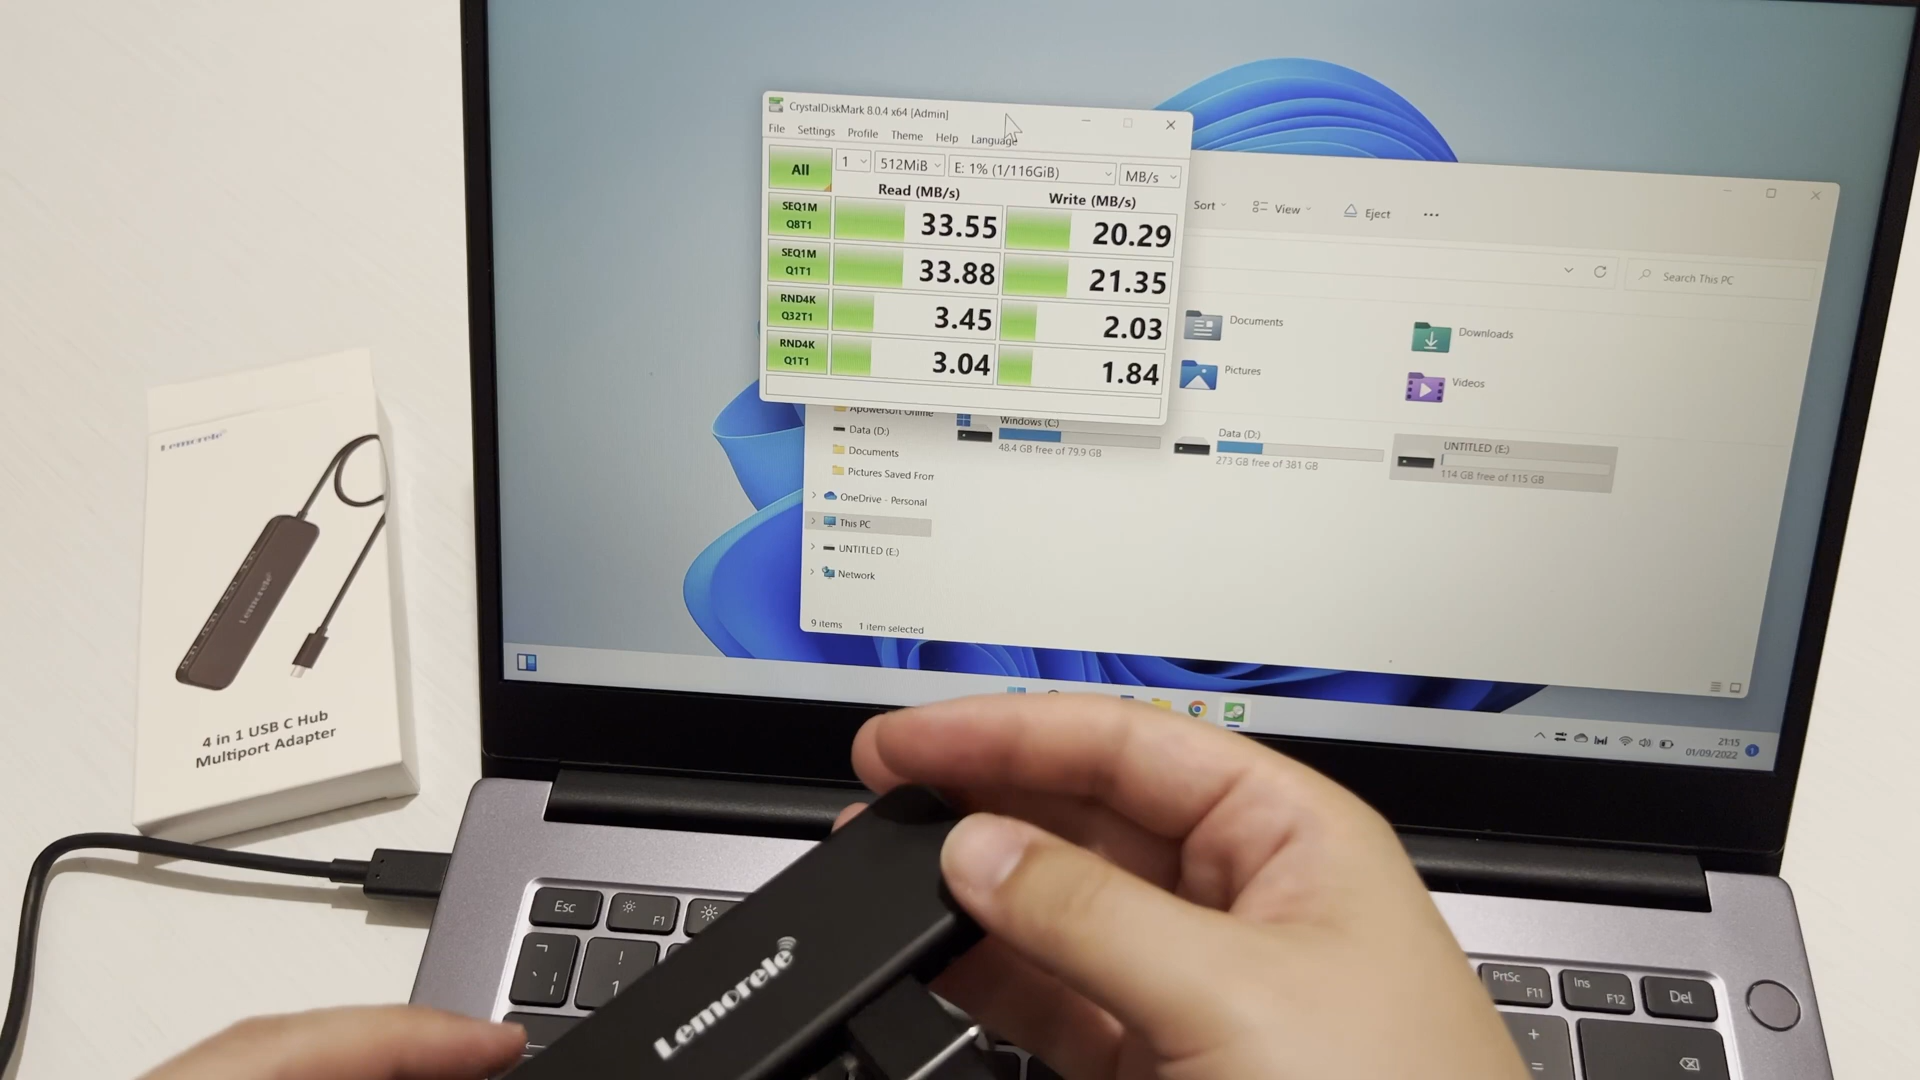 CrystalDiskMark 8.0.4 x64 [Admin]
File Settings Profile Theme Help Language
All 1 512MiB E: 1% (1/116GiB) MB/s
Read (MB/s) Write (MB/s)
SEQ1M
Q8T1 33.55 20.29
SEQ1M
Q1T1 33.88 21.35
RND4K
Q32T1 3.45 2.03
RND4K
Q1T1 3.04 1.84
Sort View Eject ...
Search This PC
Documents Downloads
Pictures Videos
Windows (C:)
48.4 GB free of 79.9 GB
Data (D:)
273 GB free of 381 GB
UNTITLED (E:)
114 GB free of 115 GB
Apowersoft Online
Data (D:)
Documents
Pictures Saved From
OneDrive - Personal
This PC
UNTITLED (E:)
Network
9 items 1 item selected
21:15
01/09/2022
Lemorele
Lemorele
4 in 1 USB C Hub
Multiport Adapter
Esc F1
!
1
PrtSc F11 Ins F12 Del
+
=
Lemorele